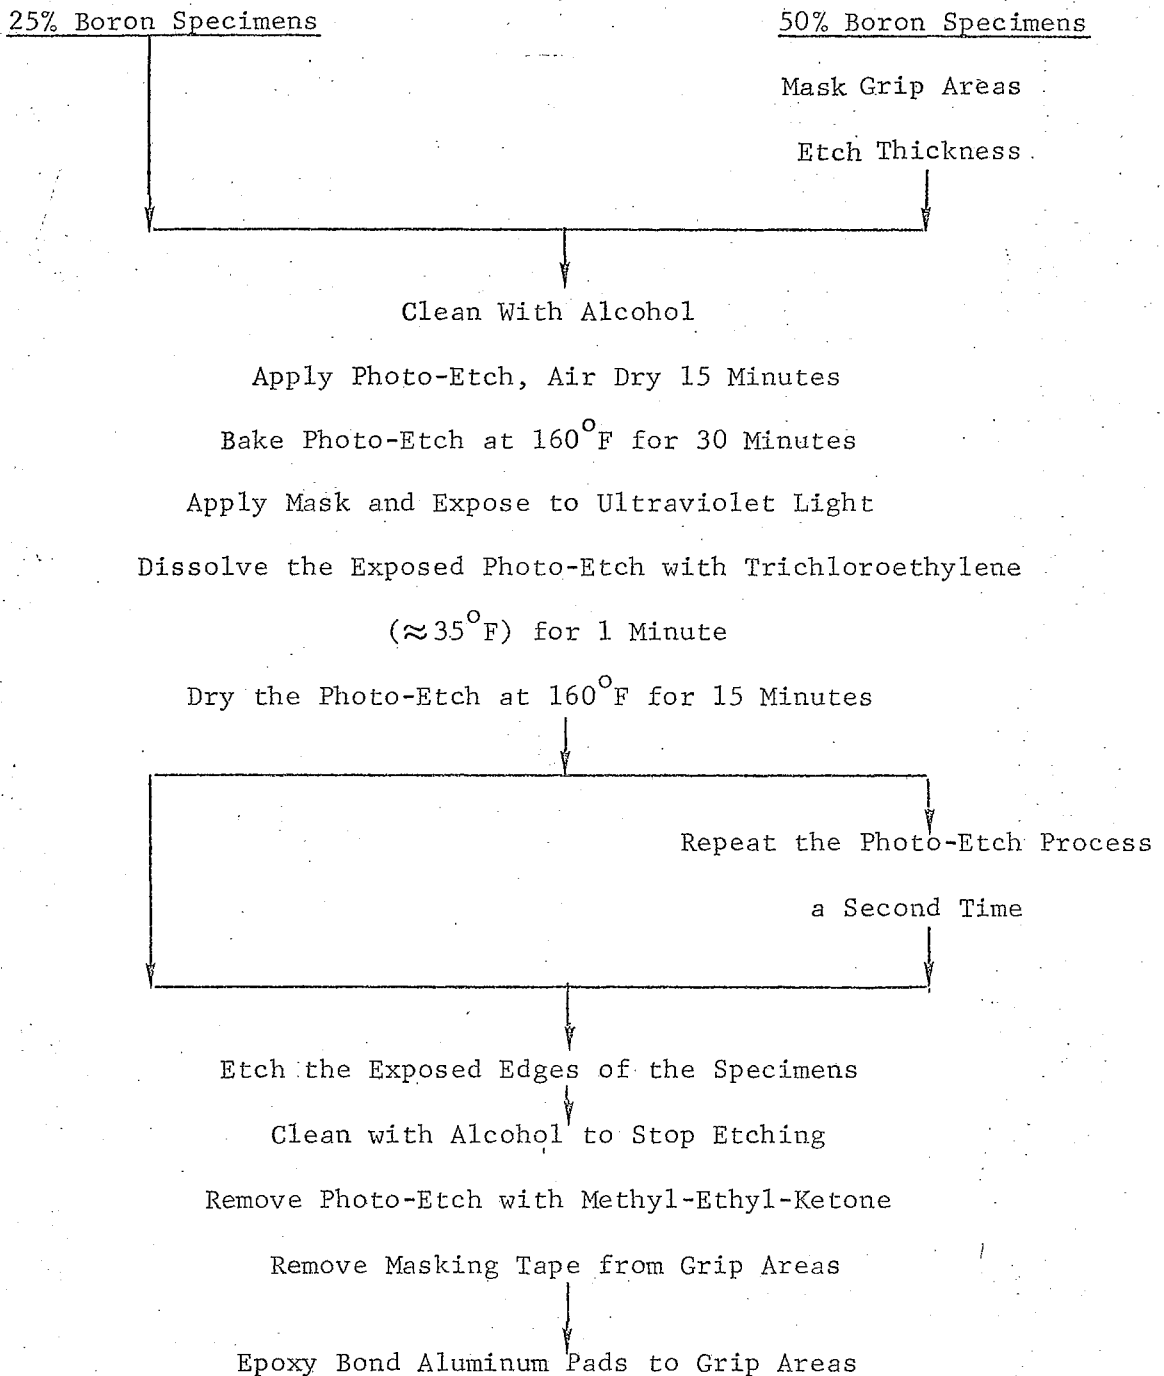 25% Boron Specimens
50% Boron Specimens
Mask Grip Areas
Etch Thickness
Clean With Alcohol
Apply Photo-Etch, Air Dry 15 Minutes
Bake Photo-Etch at 160°F for 30 Minutes
Apply Mask and Expose to Ultraviolet Light
Dissolve the Exposed Photo-Etch with Trichloroethylene
(≈35°F) for 1 Minute
Dry the Photo-Etch at 160°F for 15 Minutes
Repeat the Photo-Etch Process
a Second Time
Etch the Exposed Edges of the Specimens
Clean with Alcohol to Stop Etching
Remove Photo-Etch with Methyl-Ethyl-Ketone
Remove Masking Tape from Grip Areas
Epoxy Bond Aluminum Pads to Grip Areas